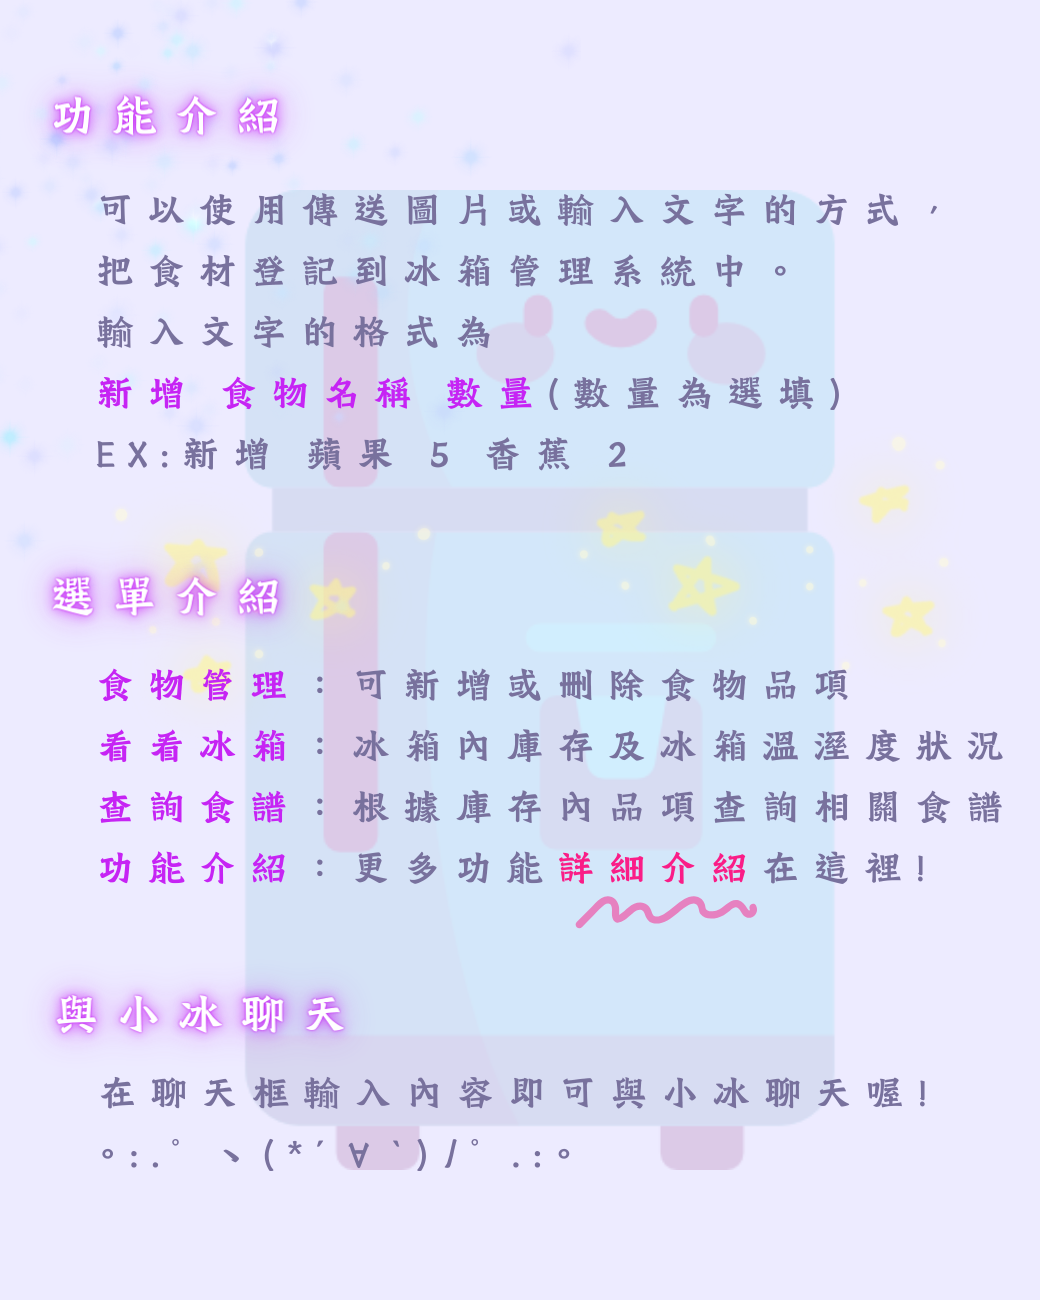 功能介紹
可以使用傳送圖片或輸入文字的方式，
把食材登記到冰箱管理系統中。
輸入文字的格式為
新增 食物名稱 數量(數量為選填)
EX:新增 蘋果 5 香蕉 2
選單介紹
食物管理：可新增或刪除食物品項
看看冰箱：冰箱內庫存及冰箱溫溼度狀況
查詢食譜：根據庫存內品項查詢相關食譜
功能介紹：更多功能詳細介紹在這裡!
與小冰聊天
在聊天框輸入內容即可與小冰聊天喔!
｡:.ﾟヽ(*´∀`)/ﾟ.:｡